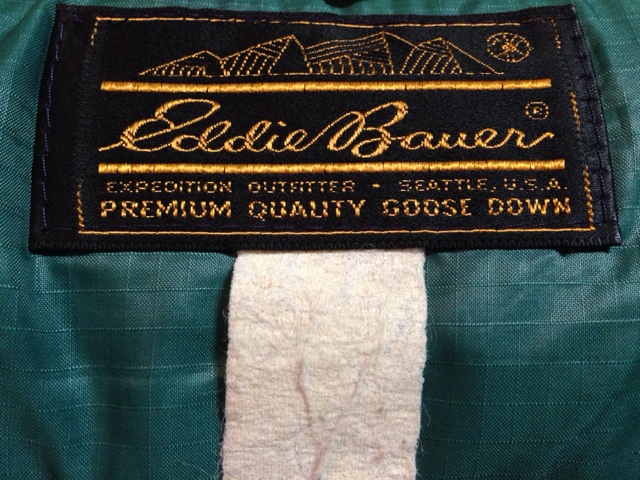 Eddie Bauer ®
EXPEDITION OUTFITTER • SEATTLE, U.S.A.
PREMIUM QUALITY GOOSE DOWN